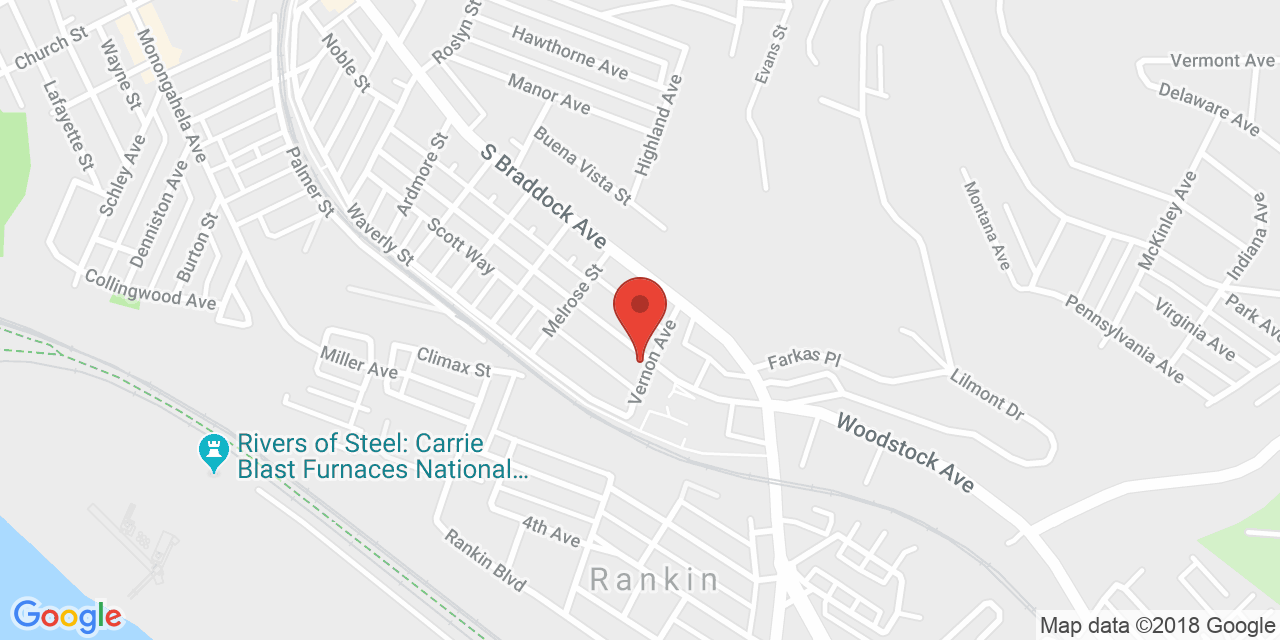 Church St
Wayne St
Monongahela Ave
Lafayette St
Schley Ave
Denniston Ave
Burton St
Collingwood Ave
Palmer St
Noble St
Roslyn St
Hawthorne Ave
Manor Ave
Buena Vista St
Highland Ave
Evans St
Vermont Ave
Delaware Ave
Ardmore St
S Braddock Ave
Waverly St
Scott Way
Melrose St
Montana Ave
McKinley Ave
Indiana Ave
Park Ave
Virginia Ave
Pennsylvania Ave
Miller Ave
Climax St
Vernon Ave
Farkas Pl
Lilmont Dr
Woodstock Ave
Rivers of Steel: Carrie
Blast Furnaces National...
4th Ave
Rankin Blvd
Rankin
Google
Map data ©2018 Google